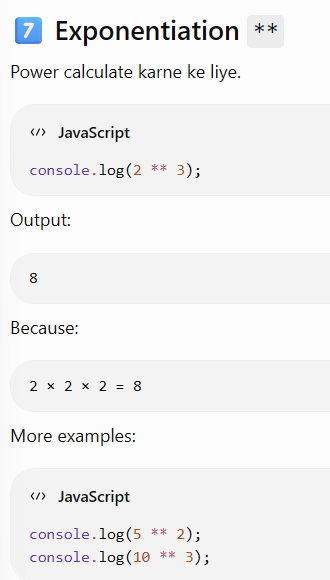 7 Exponentiation **
Power calculate karne ke liye.
</> JavaScript
console.log(2 ** 3);
Output:
8
Because:
2 × 2 × 2 = 8
More examples:
</> JavaScript
console.log(5 ** 2);
console.log(10 ** 3);